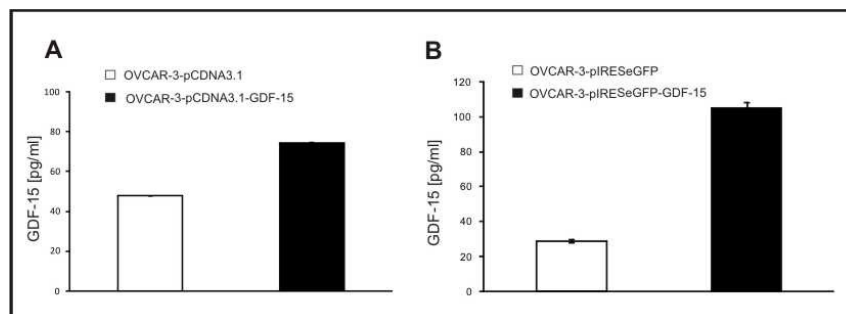 A
OVCAR-3-pCDNA3.1
OVCAR-3-pCDNA3.1-GDF-15
GDF-15 [pg/ml]
100
80
60
40
20
0
B
OVCAR-3-pIRESeGFP
OVCAR-3-pIRESeGFP-GDF-15
GDF-15 [pg/ml]
120
100
80
60
40
20
0